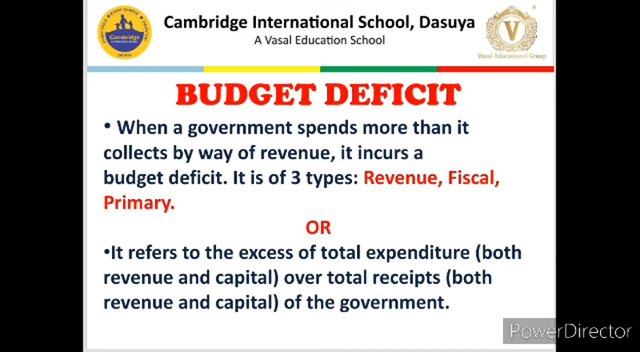 Cambridge International School, Dasuya
A Vasal Education School
Cambridge
Vasal Educational Group
BUDGET DEFICIT
• When a government spends more than it
collects by way of revenue, it incurs a
budget deficit. It is of 3 types: Revenue, Fiscal,
Primary.
OR
•It refers to the excess of total expenditure (both
revenue and capital) over total receipts (both
revenue and capital) of the government.
PowerDirector